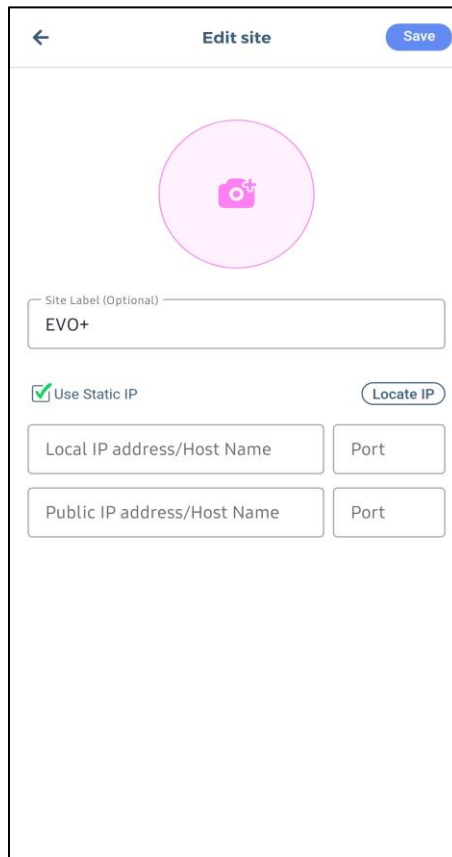 Edit site
Save
Site Label (Optional)
EVO+
Use Static IP
Locate IP
Local IP address/Host Name
Port
Public IP address/Host Name
Port